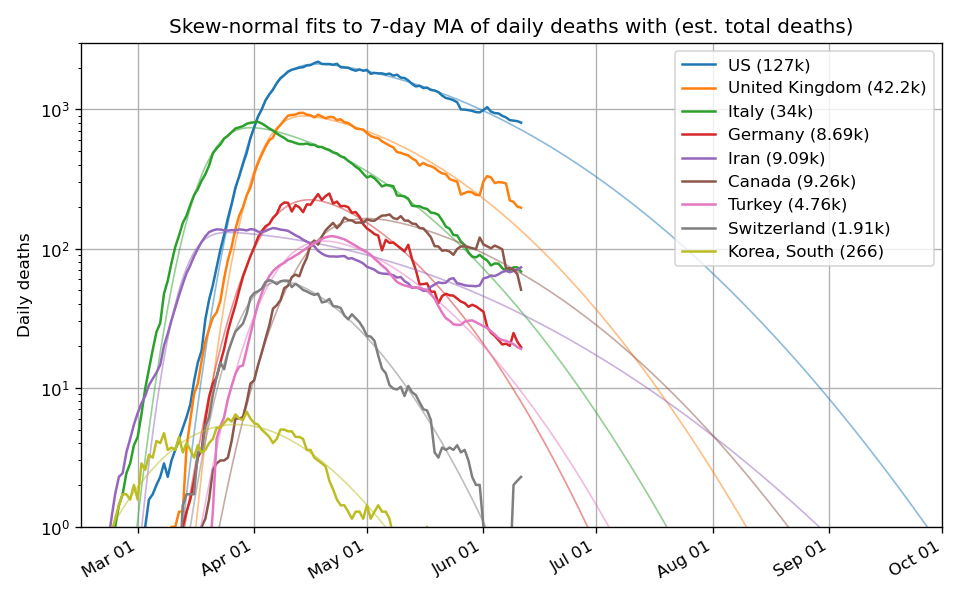 Skew-normal fits to 7-day MA of daily deaths with (est. total deaths)
Daily deaths
10³
10²
10¹
10⁰
US (127k)
United Kingdom (42.2k)
Italy (34k)
Germany (8.69k)
Iran (9.09k)
Canada (9.26k)
Turkey (4.76k)
Switzerland (1.91k)
Korea, South (266)
Mar 01
Apr 01
May 01
Jun 01
Jul 01
Aug 01
Sep 01
Oct 01